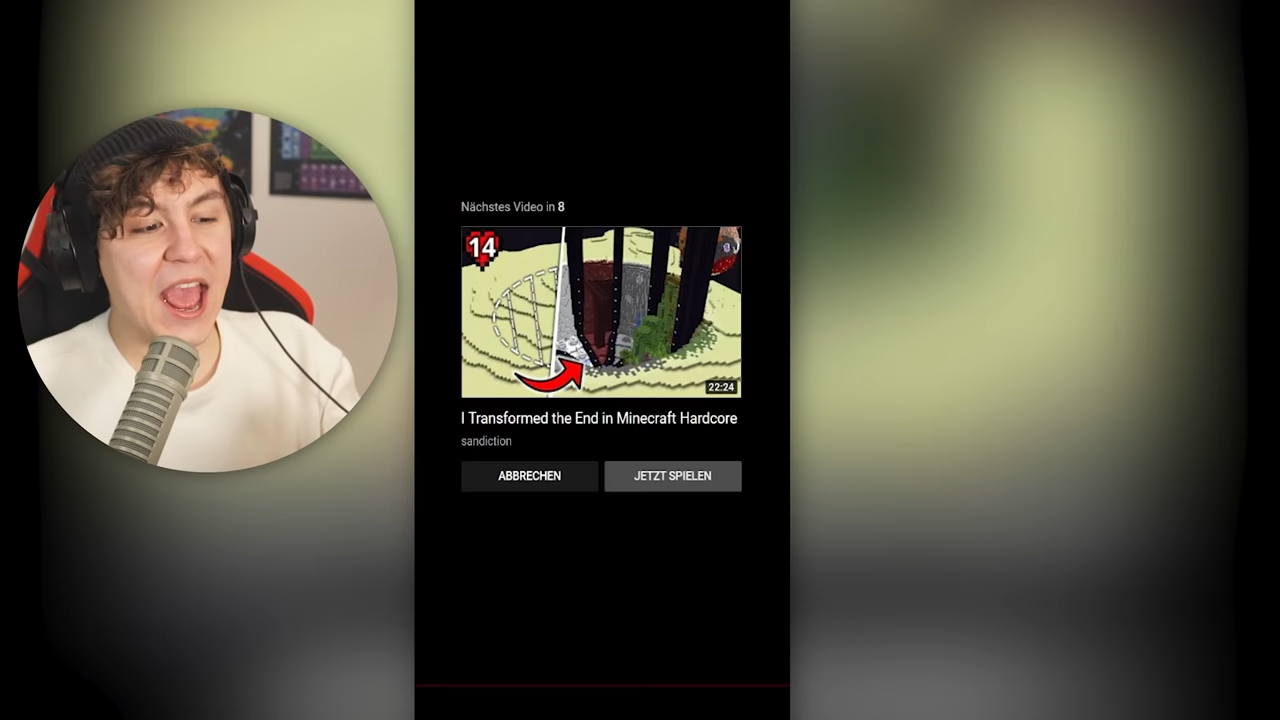 Nächstes Video in 8
14
22:24
I Transformed the End in Minecraft Hardcore
sandiction
ABBRECHEN
JETZT SPIELEN